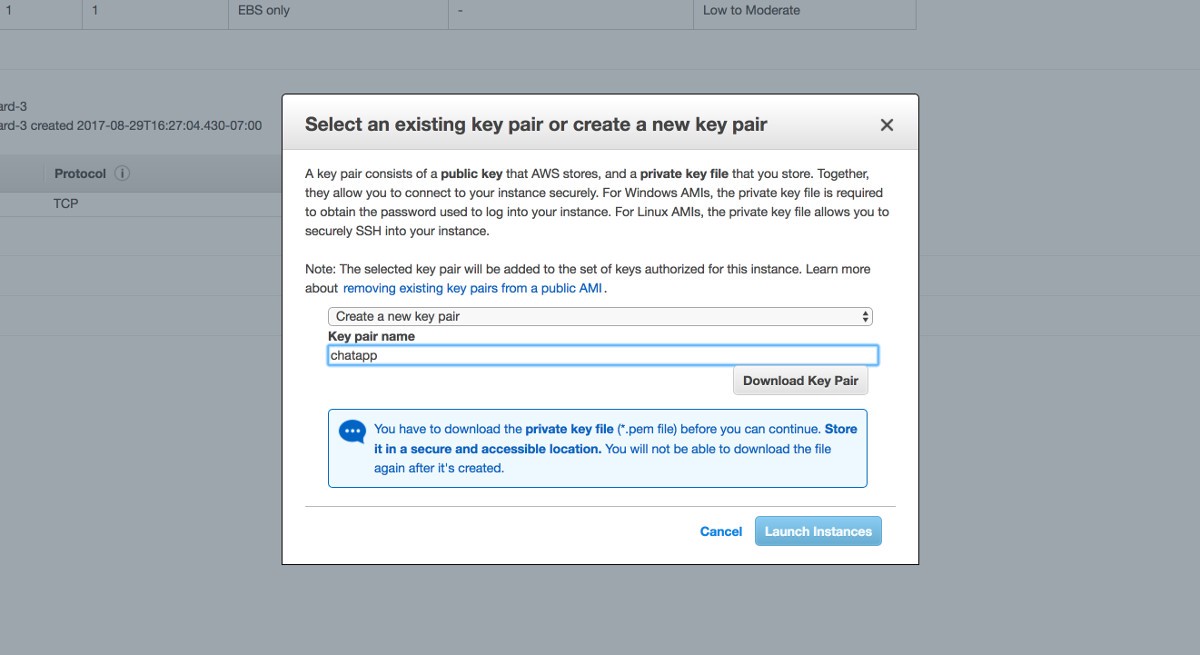 1 1 EBS only - Low to Moderate
ard-3
ard-3 created 2017-08-29T16:27:04.430-07:00
Protocol i
TCP
Select an existing key pair or create a new key pair ×
A key pair consists of a public key that AWS stores, and a private key file that you store. Together,
they allow you to connect to your instance securely. For Windows AMIs, the private key file is required
to obtain the password used to log into your instance. For Linux AMIs, the private key file allows you to
securely SSH into your instance.
Note: The selected key pair will be added to the set of keys authorized for this instance. Learn more
about removing existing key pairs from a public AMI.
Create a new key pair
Key pair name
chatapp
Download Key Pair
You have to download the private key file (*.pem file) before you can continue. Store
it in a secure and accessible location. You will not be able to download the file
again after it's created.
Cancel Launch Instances